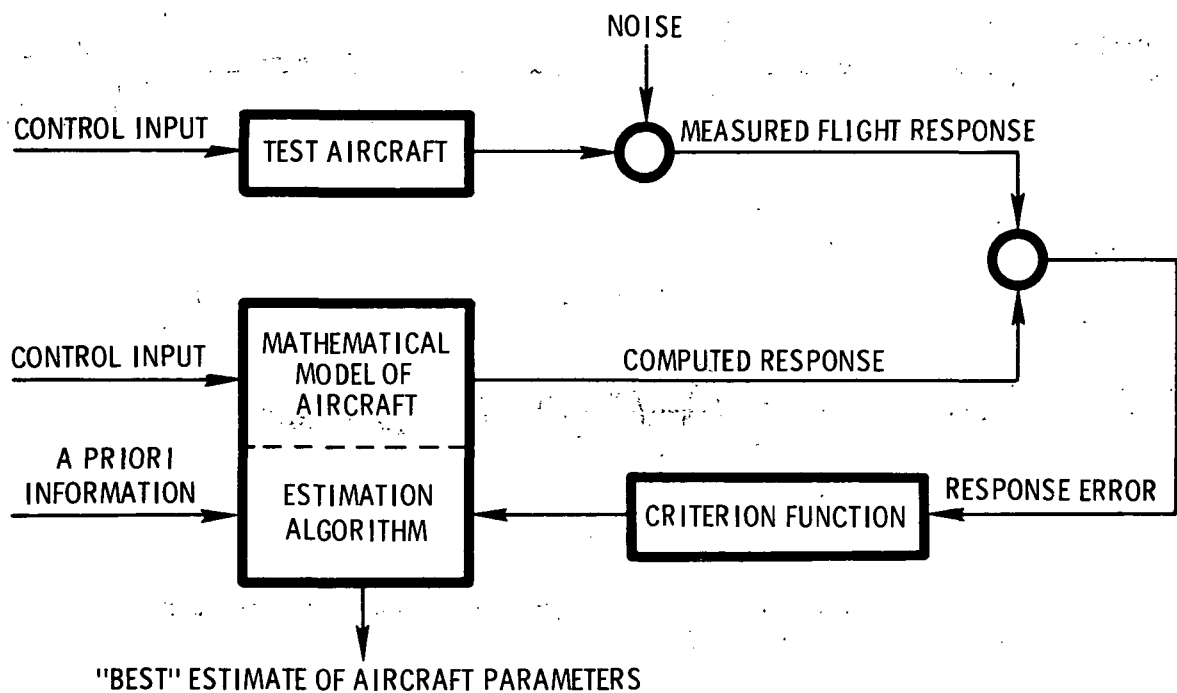 NOISE
CONTROL INPUT
TEST AIRCRAFT
MEASURED FLIGHT RESPONSE
CONTROL INPUT
MATHEMATICAL
MODEL OF
AIRCRAFT
COMPUTED RESPONSE
A PRIORI
INFORMATION
ESTIMATION
ALGORITHM
CRITERION FUNCTION
RESPONSE ERROR
"BEST" ESTIMATE OF AIRCRAFT PARAMETERS